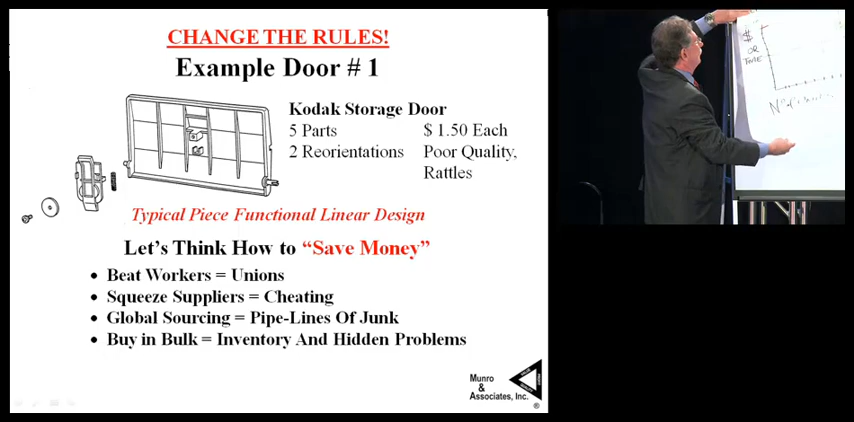 CHANGE THE RULES!
Example Door # 1
Kodak Storage Door
5 Parts $ 1.50 Each
2 Reorientations Poor Quality,
Rattles
Typical Piece Functional Linear Design
Let's Think How to “Save Money”
• Beat Workers = Unions
• Squeeze Suppliers = Cheating
• Global Sourcing = Pipe-Lines Of Junk
• Buy in Bulk = Inventory And Hidden Problems
Munro
&
Associates, Inc.
®
$
OR
TIME